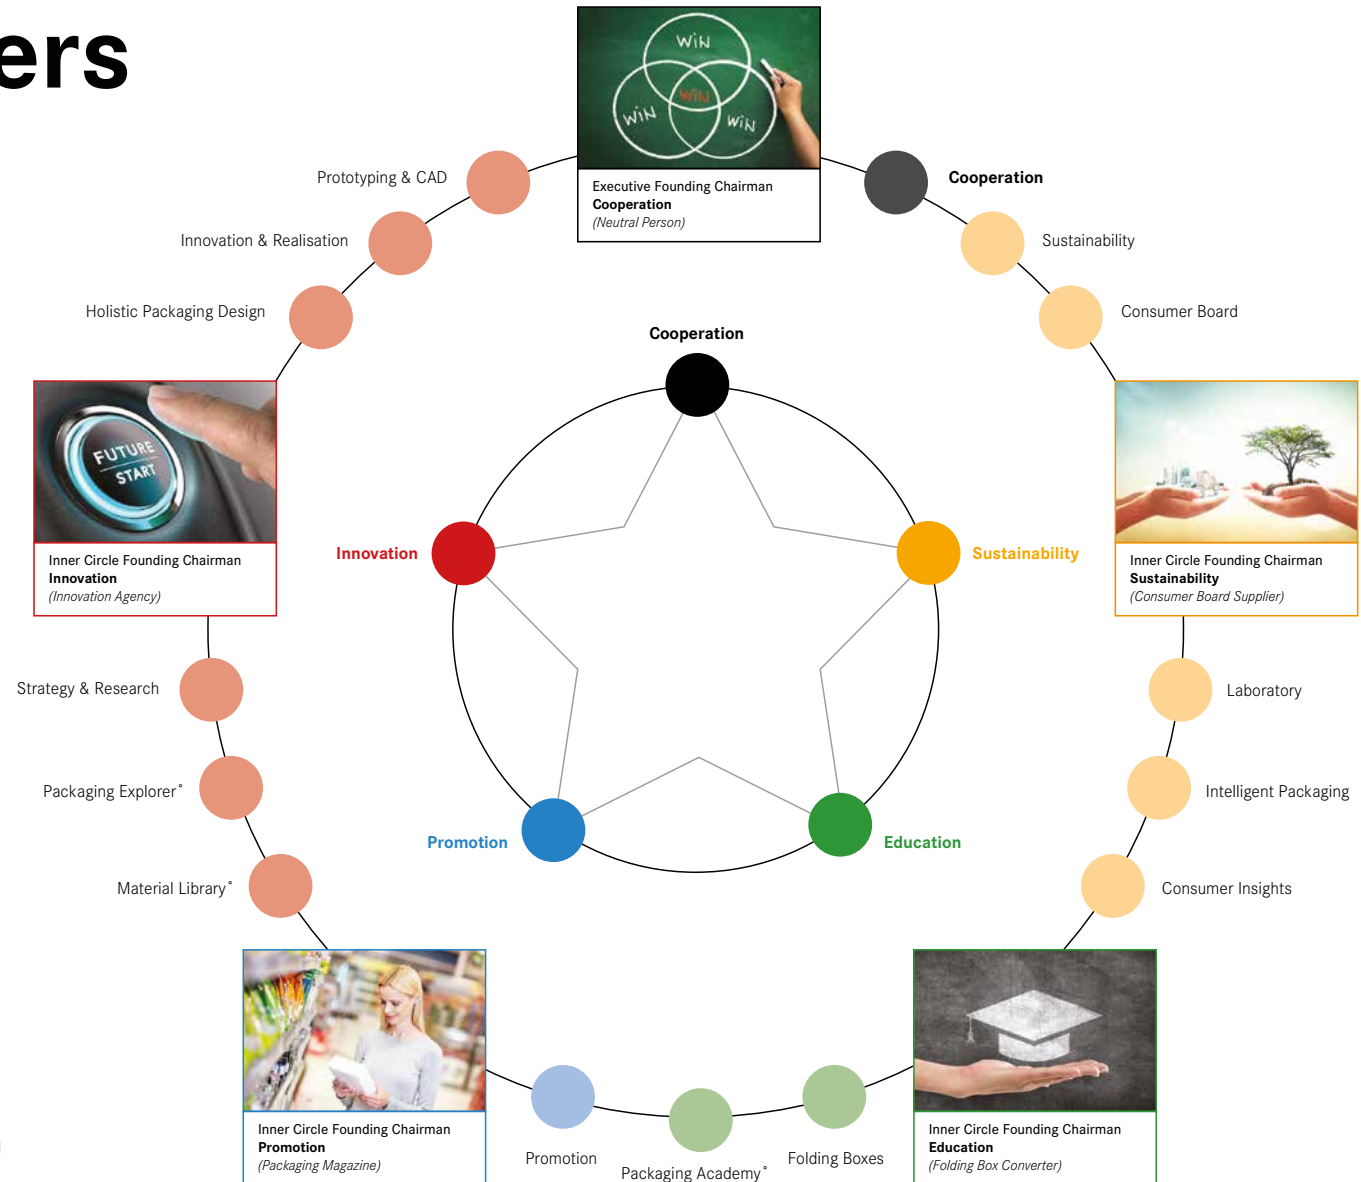 ers
WiN
WiN
WiN
WiN
Executive Founding Chairman
Cooperation
(Neutral Person)
Prototyping & CAD
Cooperation
Innovation & Realisation
Sustainability
Holistic Packaging Design
Consumer Board
Cooperation
FUTURE
START
Inner Circle Founding Chairman
Innovation
(Innovation Agency)
Innovation
Sustainability
Inner Circle Founding Chairman
Sustainability
(Consumer Board Supplier)
Strategy & Research
Laboratory
Packaging Explorer°
Intelligent Packaging
Promotion
Education
Material Library°
Consumer Insights
Inner Circle Founding Chairman
Promotion
(Packaging Magazine)
Promotion
Packaging Academy°
Folding Boxes
Inner Circle Founding Chairman
Education
(Folding Box Converter)